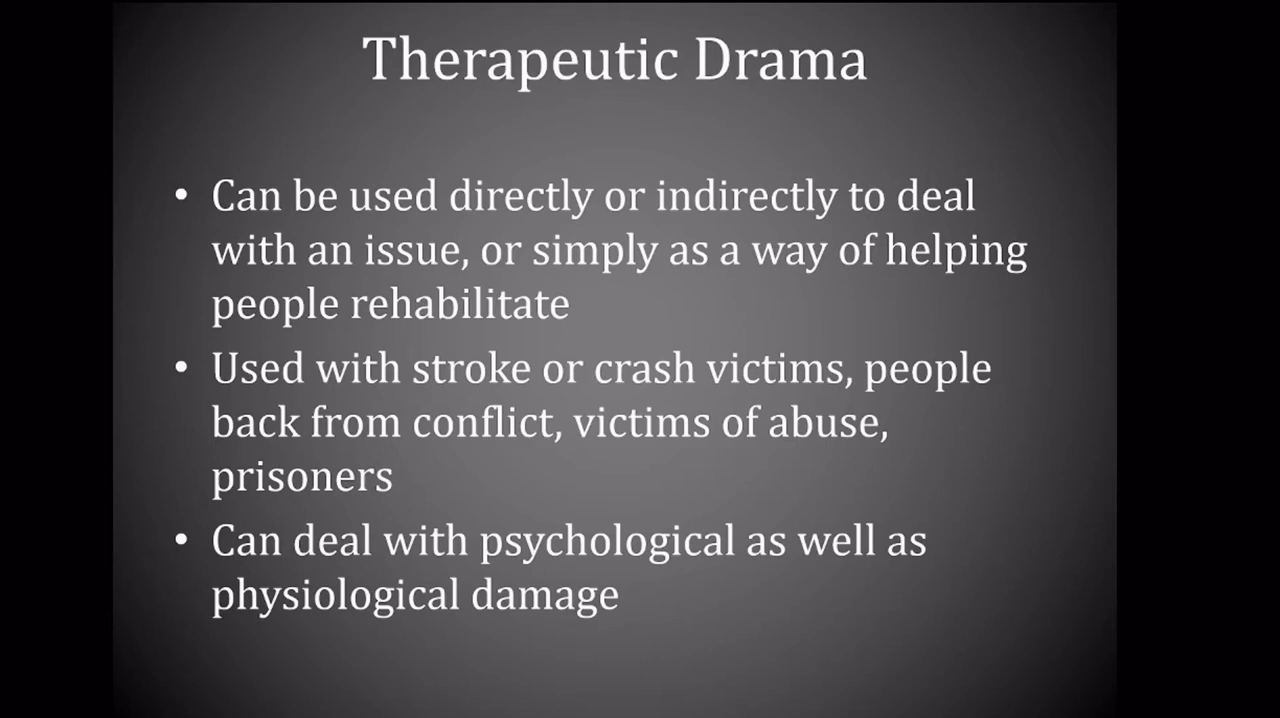 Therapeutic Drama
• Can be used directly or indirectly to deal
with an issue, or simply as a way of helping
people rehabilitate
• Used with stroke or crash victims, people
back from conflict, victims of abuse,
prisoners
• Can deal with psychological as well as
physiological damage